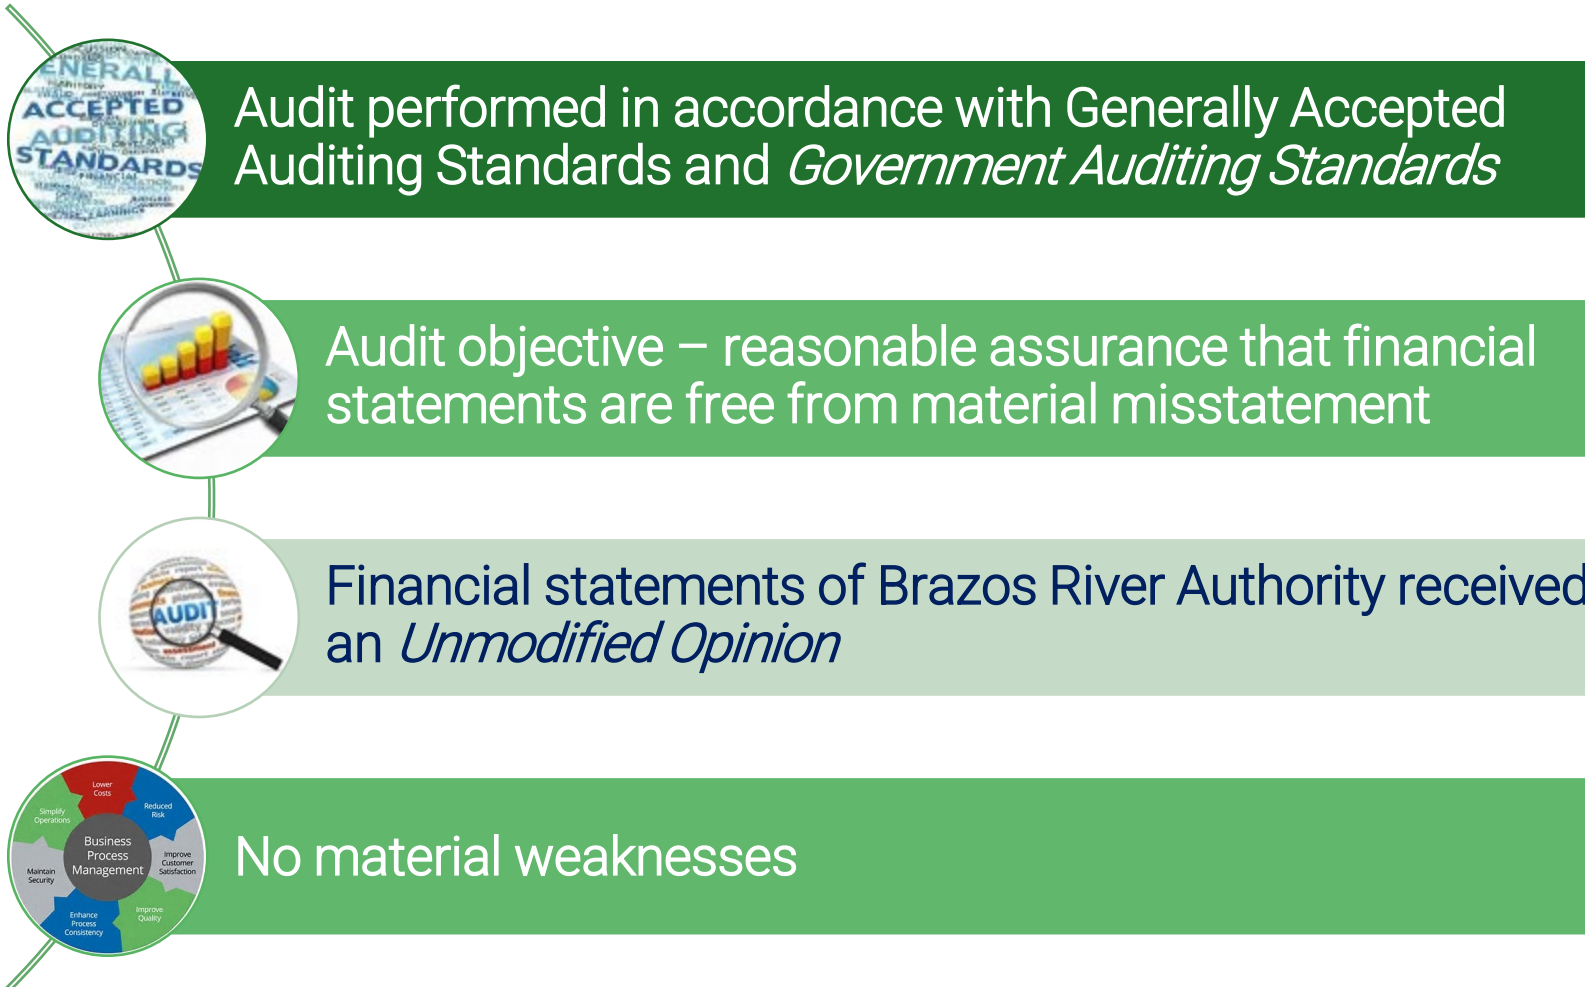 ENERALL
ACCEPTED
AUDITING
STANDARDS
FINANCIAL
Audit performed in accordance with Generally Accepted
Auditing Standards and Government Auditing Standards
Audit objective – reasonable assurance that financial
statements are free from material misstatement
AUDIT
Financial statements of Brazos River Authority received
an Unmodified Opinion
Lower
Costs
Reduced
Risk
Simplify
Operations
Business
Process
Management
Improve
Customer
Satisfaction
Maintain
Security
Improve
Quality
Enhance
Process
Consistency
No material weaknesses